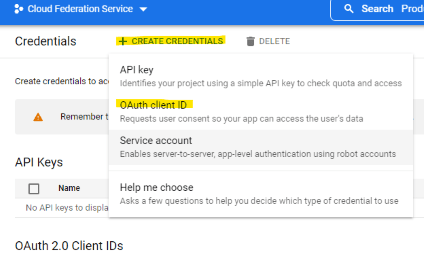 Cloud Federation Service
Search Produ
Credentials
+ CREATE CREDENTIALS
DELETE
API key
Identifies your project using a simple API key to check quota and access
Create credentials to acc
OAuth client ID
Requests user consent so your app can access the user's data
Remember t
Service account
Enables server-to-server, app-level authentication using robot accounts
API Keys
Help me choose
Asks a few questions to help you decide which type of credential to use
Name
No API keys to displa
OAuth 2.0 Client IDs